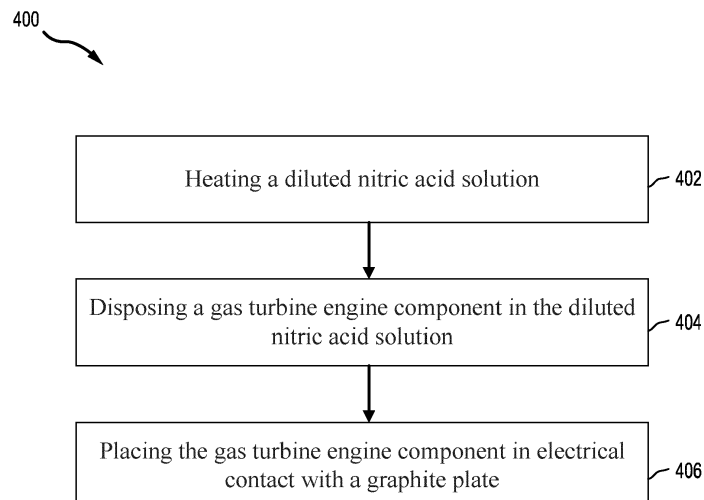 400
Heating a diluted nitric acid solution
402
Disposing a gas turbine engine component in the diluted
nitric acid solution
404
Placing the gas turbine engine component in electrical
contact with a graphite plate
406